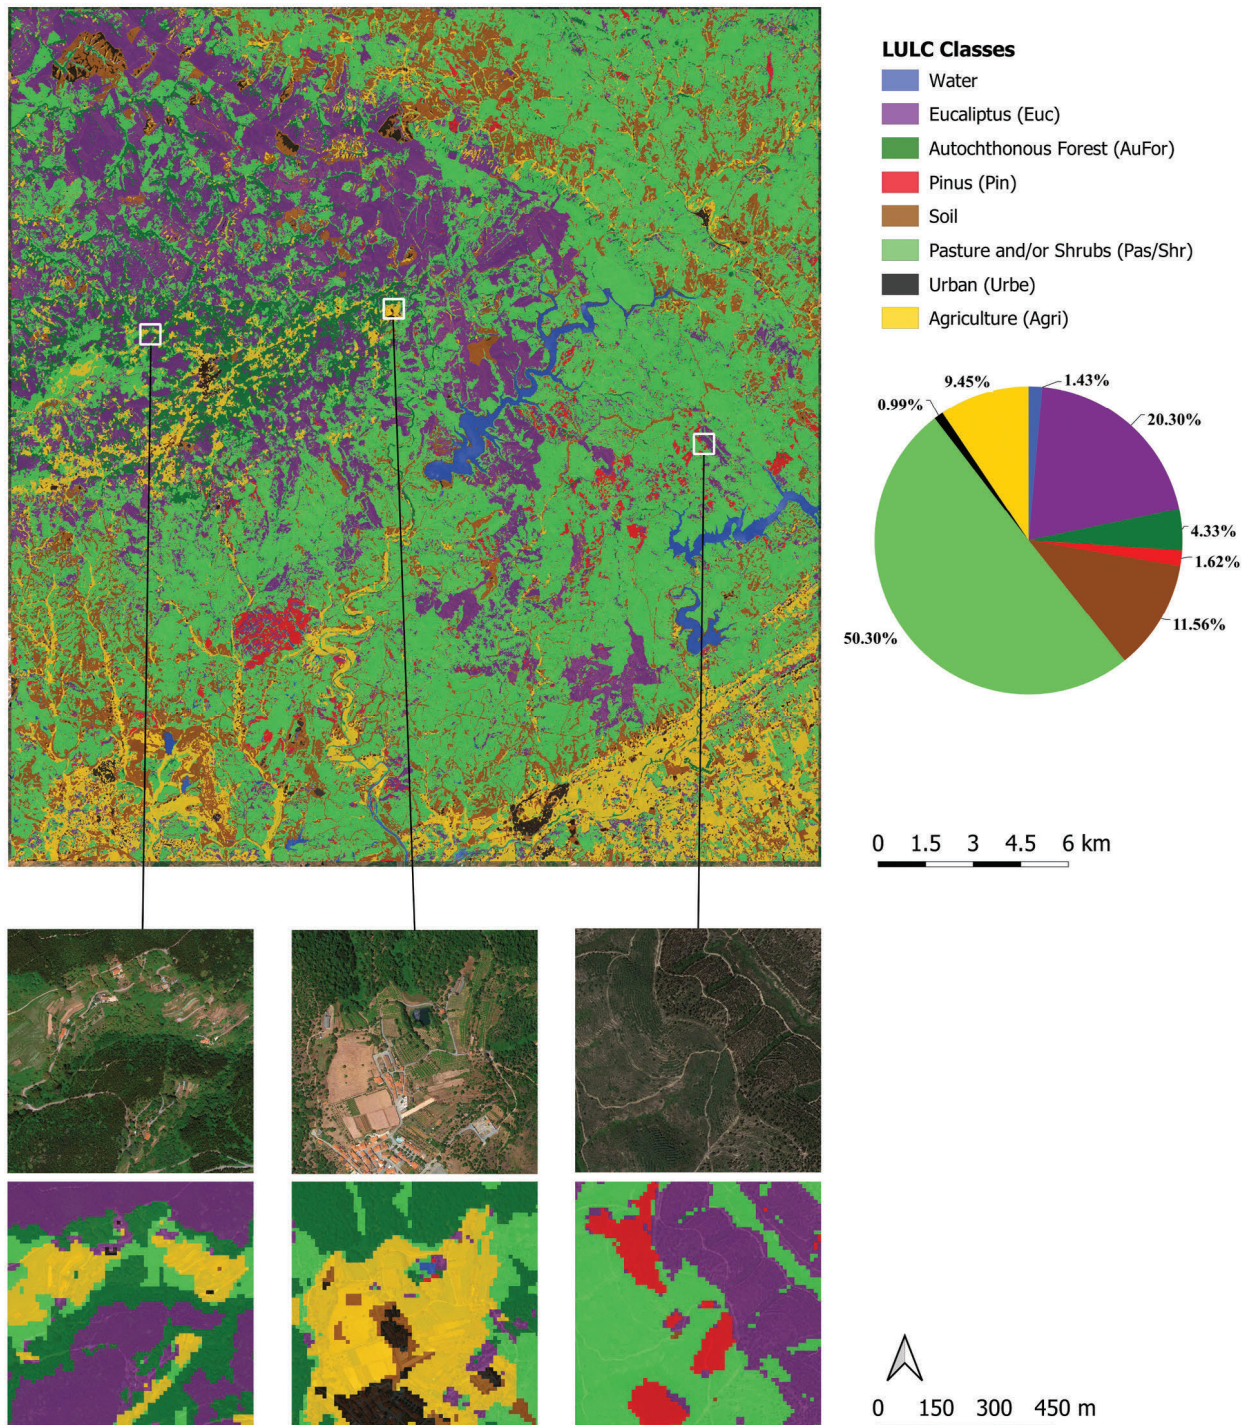 LULC Classes
Water
Eucaliptus (Euc)
Autochthonous Forest (AuFor)
Pinus (Pin)
Soil
Pasture and/or Shrubs (Pas/Shr)
Urban (Urbe)
Agriculture (Agri)
9.45%
1.43%
0.99%
20.30%
4.33%
1.62%
11.56%
50.30%
0 1.5 3 4.5 6 km
0 150 300 450 m